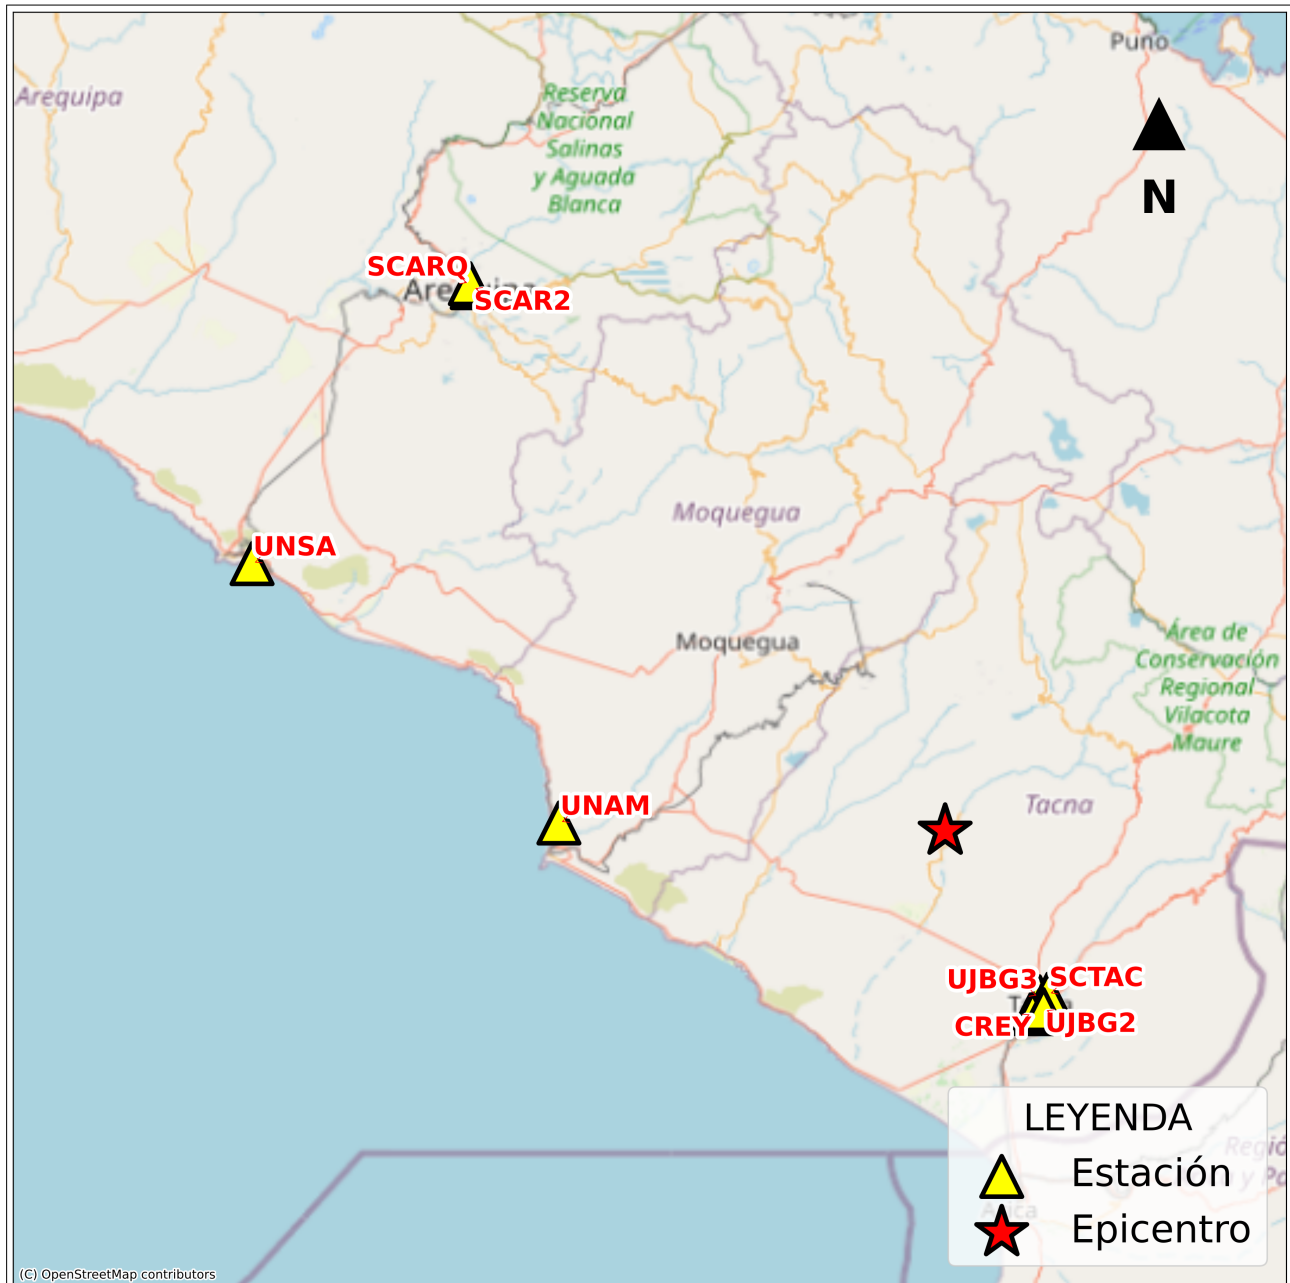 Puno
Arequipa
Reserva
Nacional
Salinas
y Aguada
Blanca
N
SCARQ
SCAR2
Moquegua
UNSA
Moquegua
Área de
Conservación
Regional
Vilacota
Maure
UNAM
Tacna
UJBG3
SCTAC
CREY
UJBG2
LEYENDA
Estación
Epicentro
Arica
(C) OpenStreetMap contributors